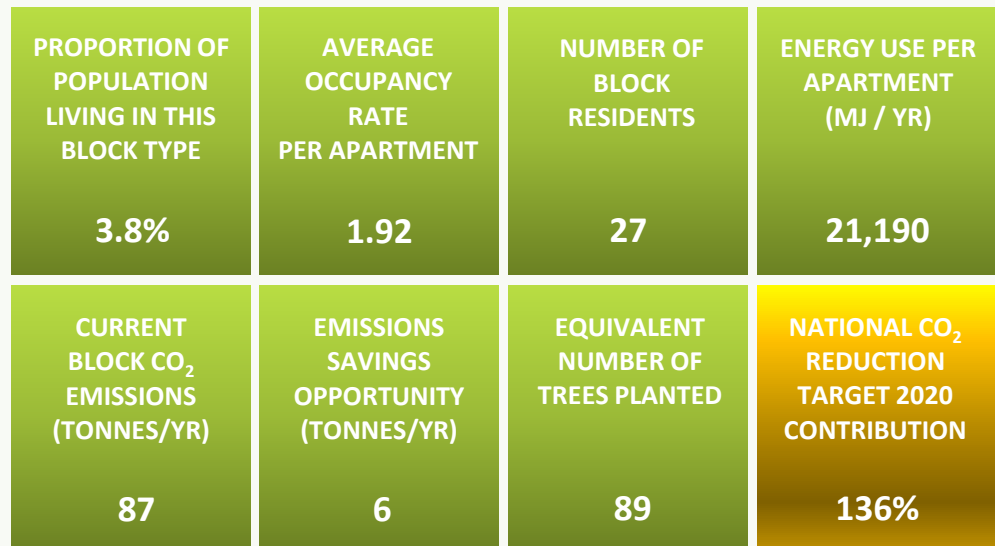 PROPORTION OF
POPULATION
LIVING IN THIS
BLOCK TYPE
3.8%
AVERAGE
OCCUPANCY
RATE
PER APARTMENT
1.92
NUMBER OF
BLOCK
RESIDENTS
27
ENERGY USE PER
APARTMENT
(MJ / YR)
21,190
CURRENT
BLOCK CO₂
EMISSIONS
(TONNES/YR)
87
EMISSIONS
SAVINGS
OPPORTUNITY
(TONNES/YR)
6
EQUIVALENT
NUMBER OF
TREES PLANTED
89
NATIONAL CO₂
REDUCTION
TARGET 2020
CONTRIBUTION
136%